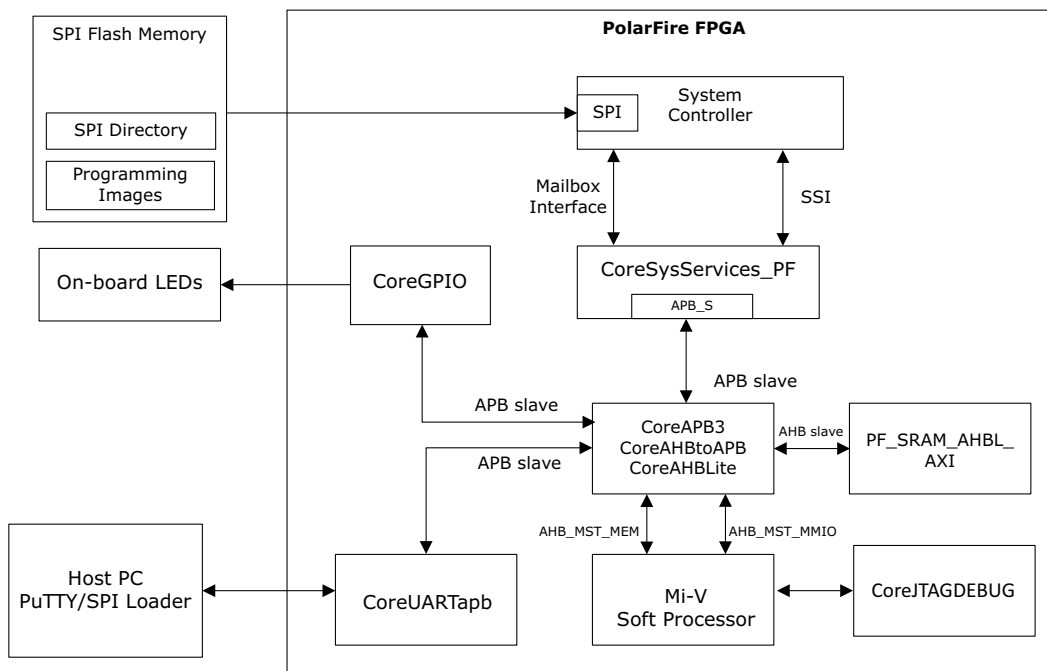 PolarFire FPGA
SPI Flash Memory
SPI Directory
Programming
Images
SPI
System
Controller
Mailbox
Interface
SSI
On-board LEDs
CoreGPIO
CoreSysServices_PF
APB_S
APB slave
APB slave
APB slave
CoreAPB3
CoreAHBtoAPB
CoreAHBLite
AHB slave
PF_SRAM_AHBL_
AXI
AHB_MST_MEM
AHB_MST_MMIO
Host PC
PuTTY/SPI Loader
CoreUARTapb
Mi-V
Soft Processor
CoreJTAGDEBUG